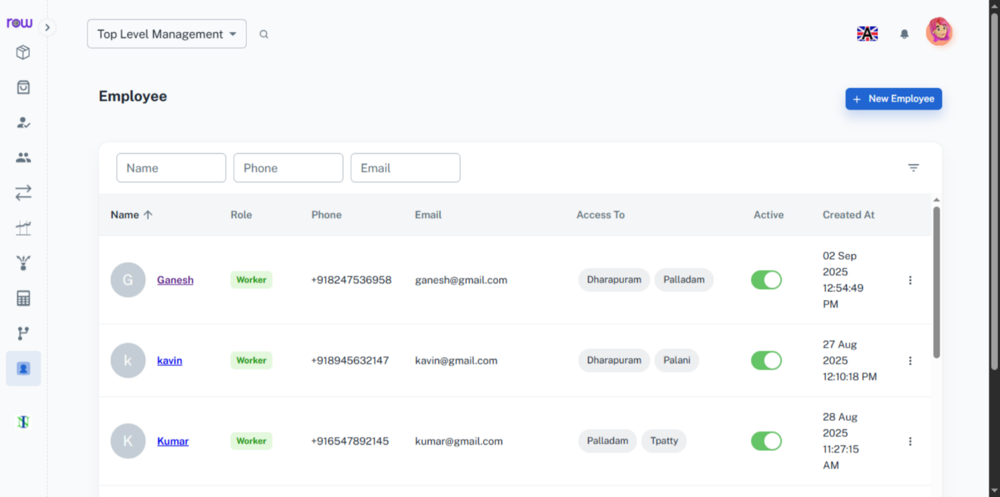 row
Top Level Management
A
Employee
+ New Employee
Name
Phone
Email
Name ↑
Role
Phone
Email
Access To
Active
Created At
G
Ganesh
Worker
+918247536958
ganesh@gmail.com
Dharapuram
Palladam
02 Sep
2025
12:54:49
PM
k
kavin
Worker
+918945632147
kavin@gmail.com
Dharapuram
Palani
27 Aug
2025
12:10:18 PM
K
Kumar
Worker
+916547892145
kumar@gmail.com
Palladam
Tpatty
28 Aug
2025
11:27:15
AM